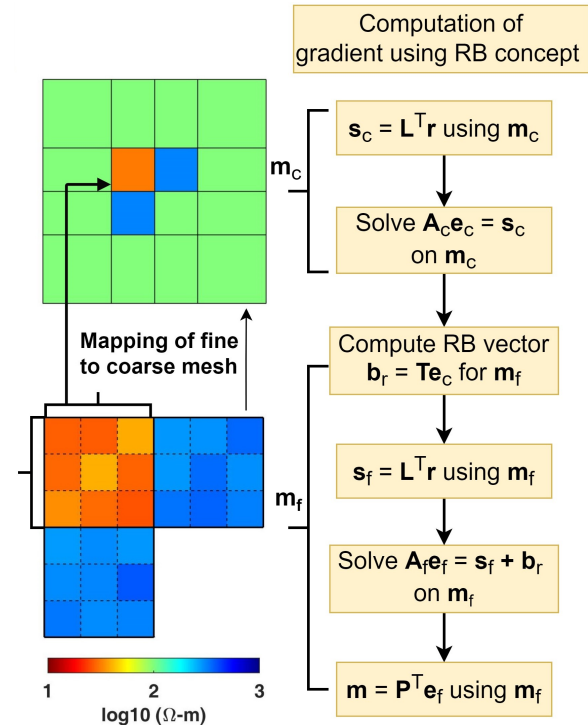 Computation of
gradient using RB concept
s_c = L^T r using m_c
m_c
Solve A_c e_c = s_c
on m_c
Mapping of fine
to coarse mesh
Compute RB vector
b_r = Te_c for m_f
s_f = L^T r using m_f
m_f
Solve A_f e_f = s_f + b_r
on m_f
m = P^T e_f using m_f
1 2 3
log10 (Ω-m)